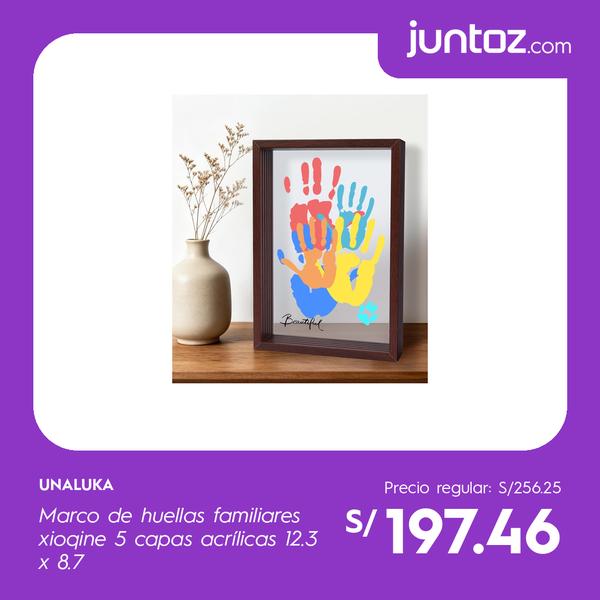 juntoz.com
Beautiful
UNALUKA
Marco de huellas familiares
xioqine 5 capas acrílicas 12.3
x 8.7
Precio regular: S/256.25
S/197.46